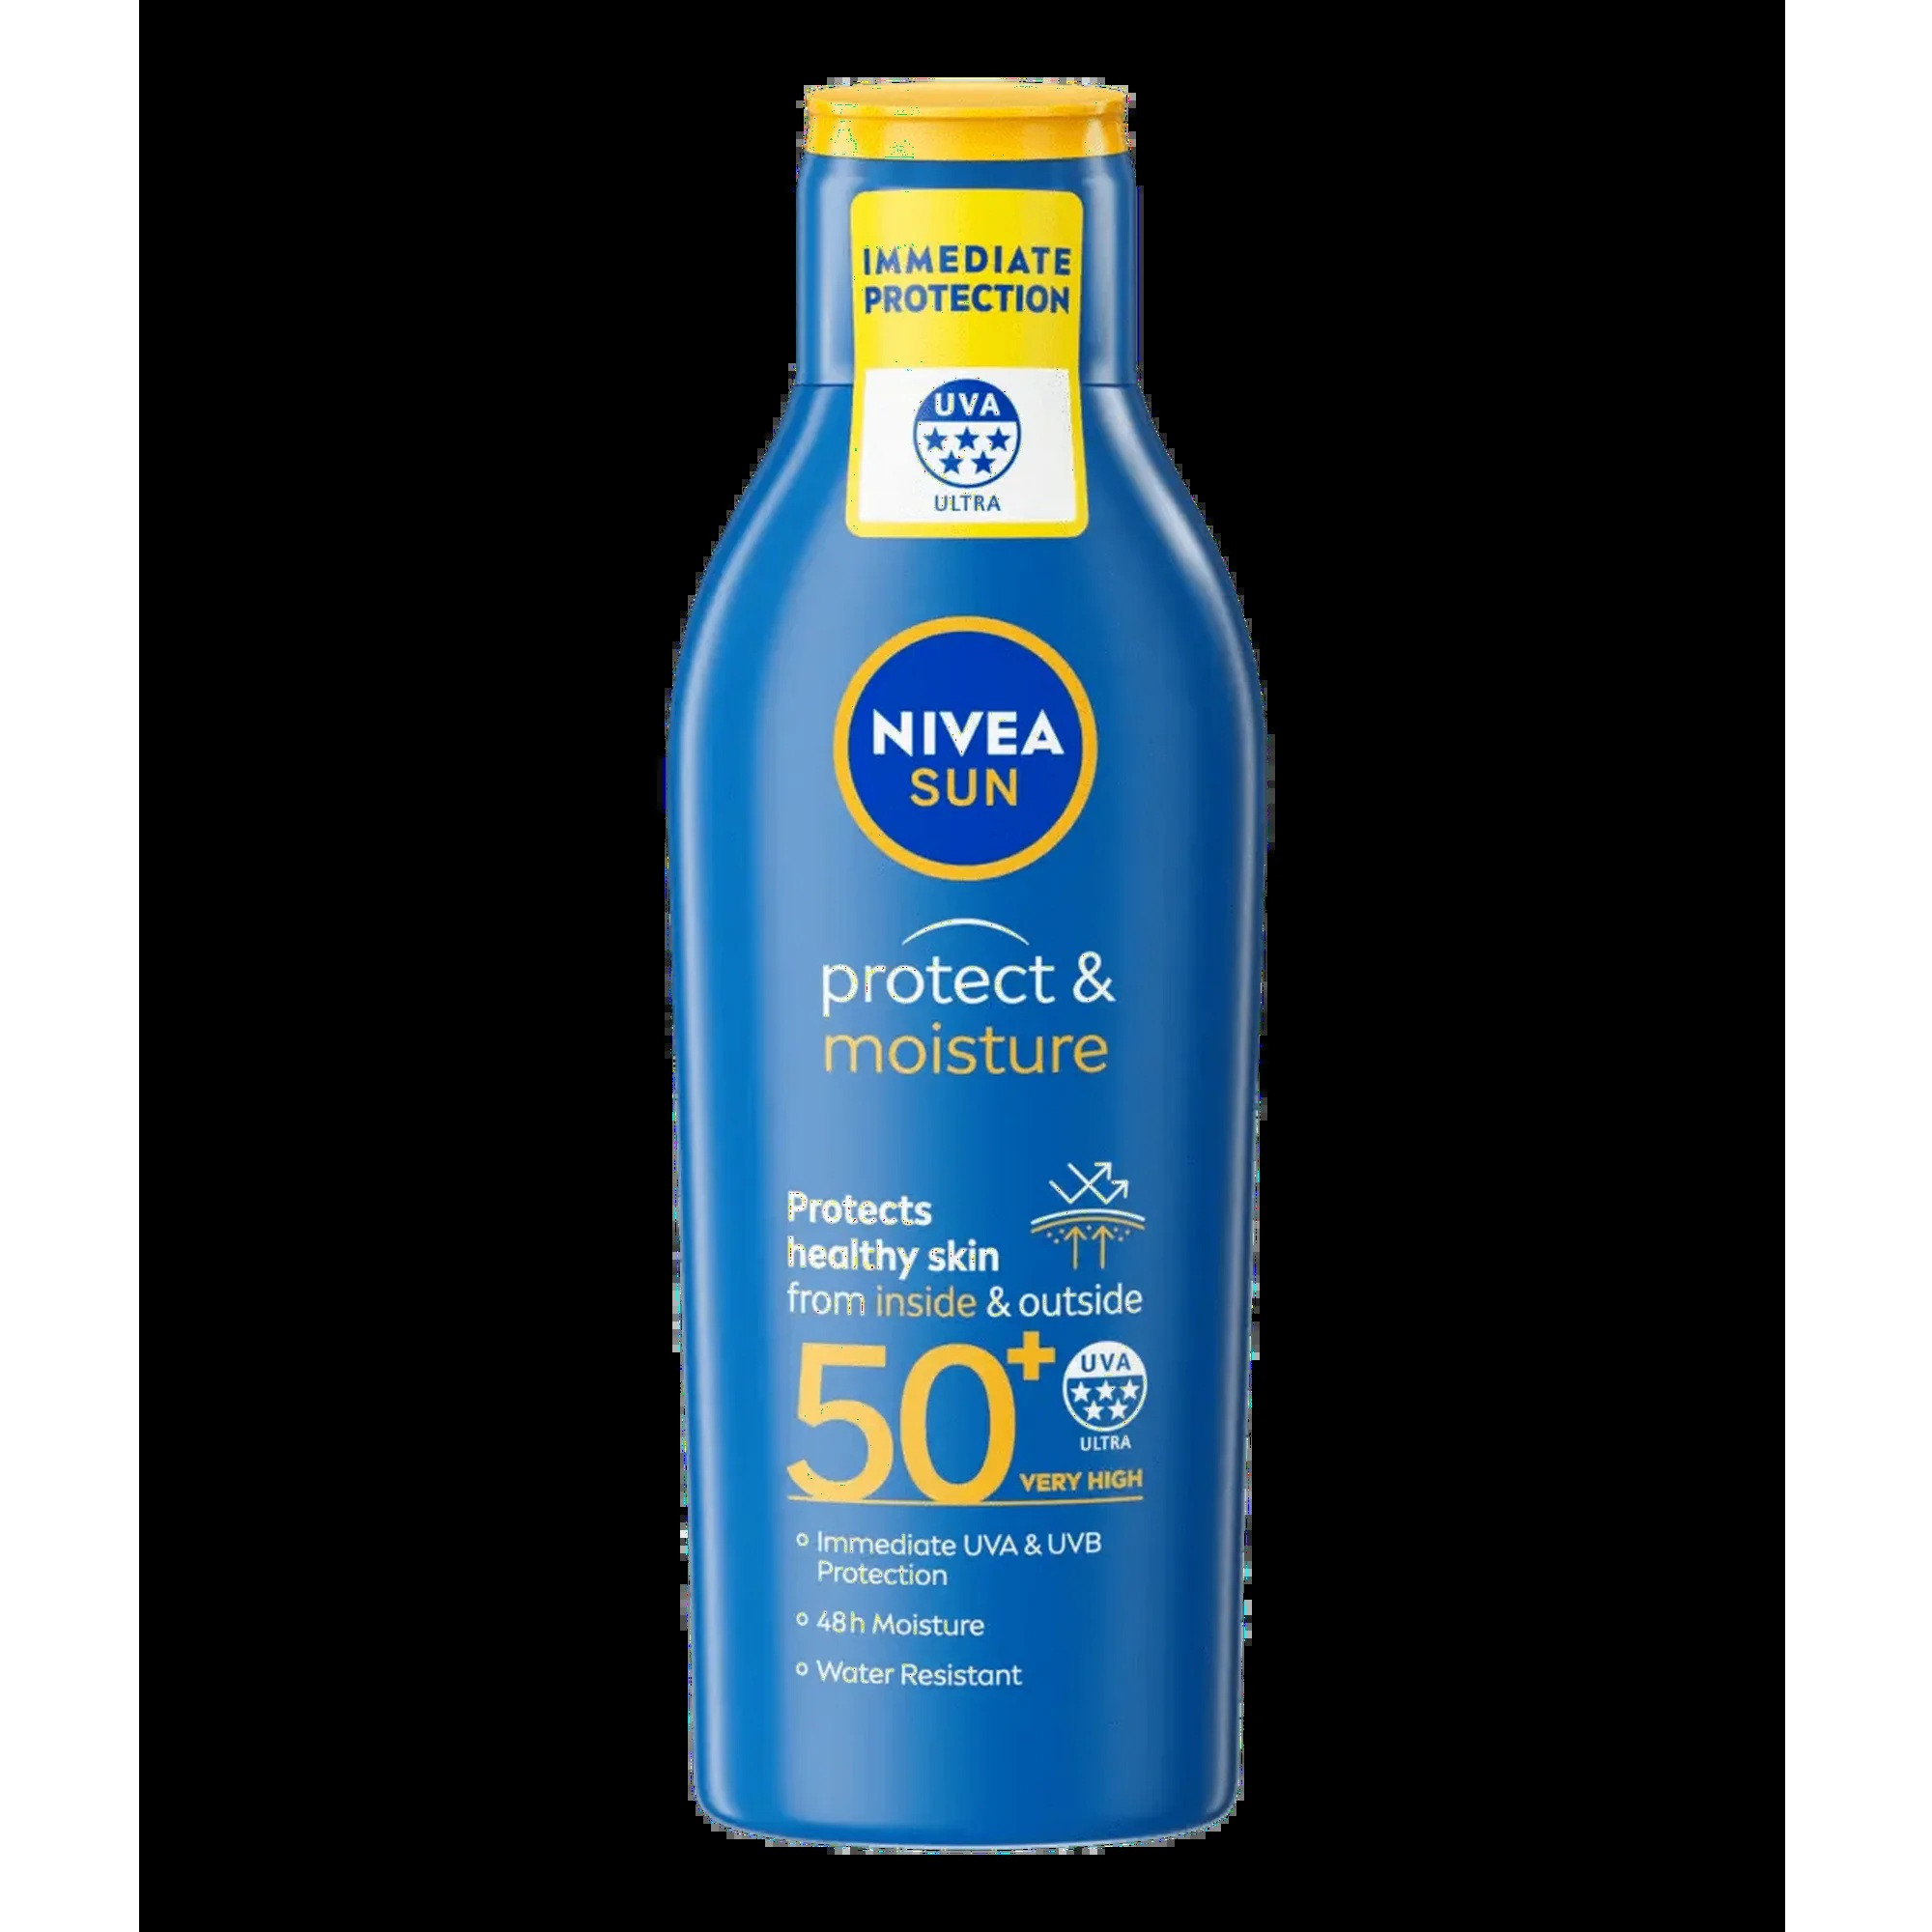 IMMEDIATE
PROTECTION
UVA
ULTRA
NIVEA
SUN
protect &
moisture
Protects
healthy skin
from inside & outside
50+
UVA
ULTRA
VERY HIGH
Immediate UVA & UVB
Protection
48h Moisture
Water Resistant